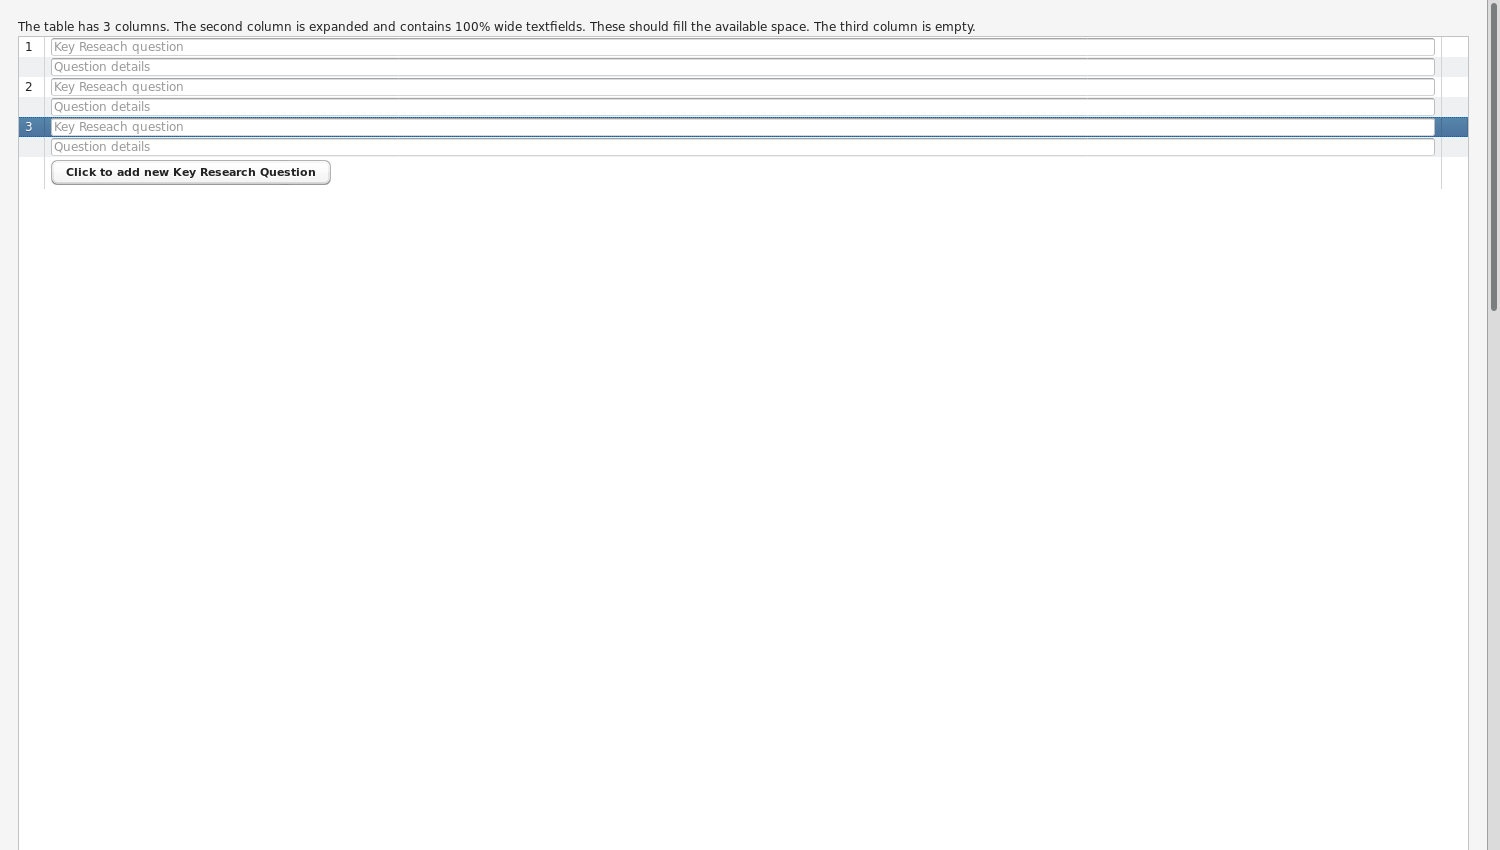 The table has 3 columns. The second column is expanded and contains 100% wide textfields. These should fill the available space. The third column is empty.
1 Key Reseach question
Question details
2 Key Reseach question
Question details
3 Key Reseach question
Question details
Click to add new Key Research Question